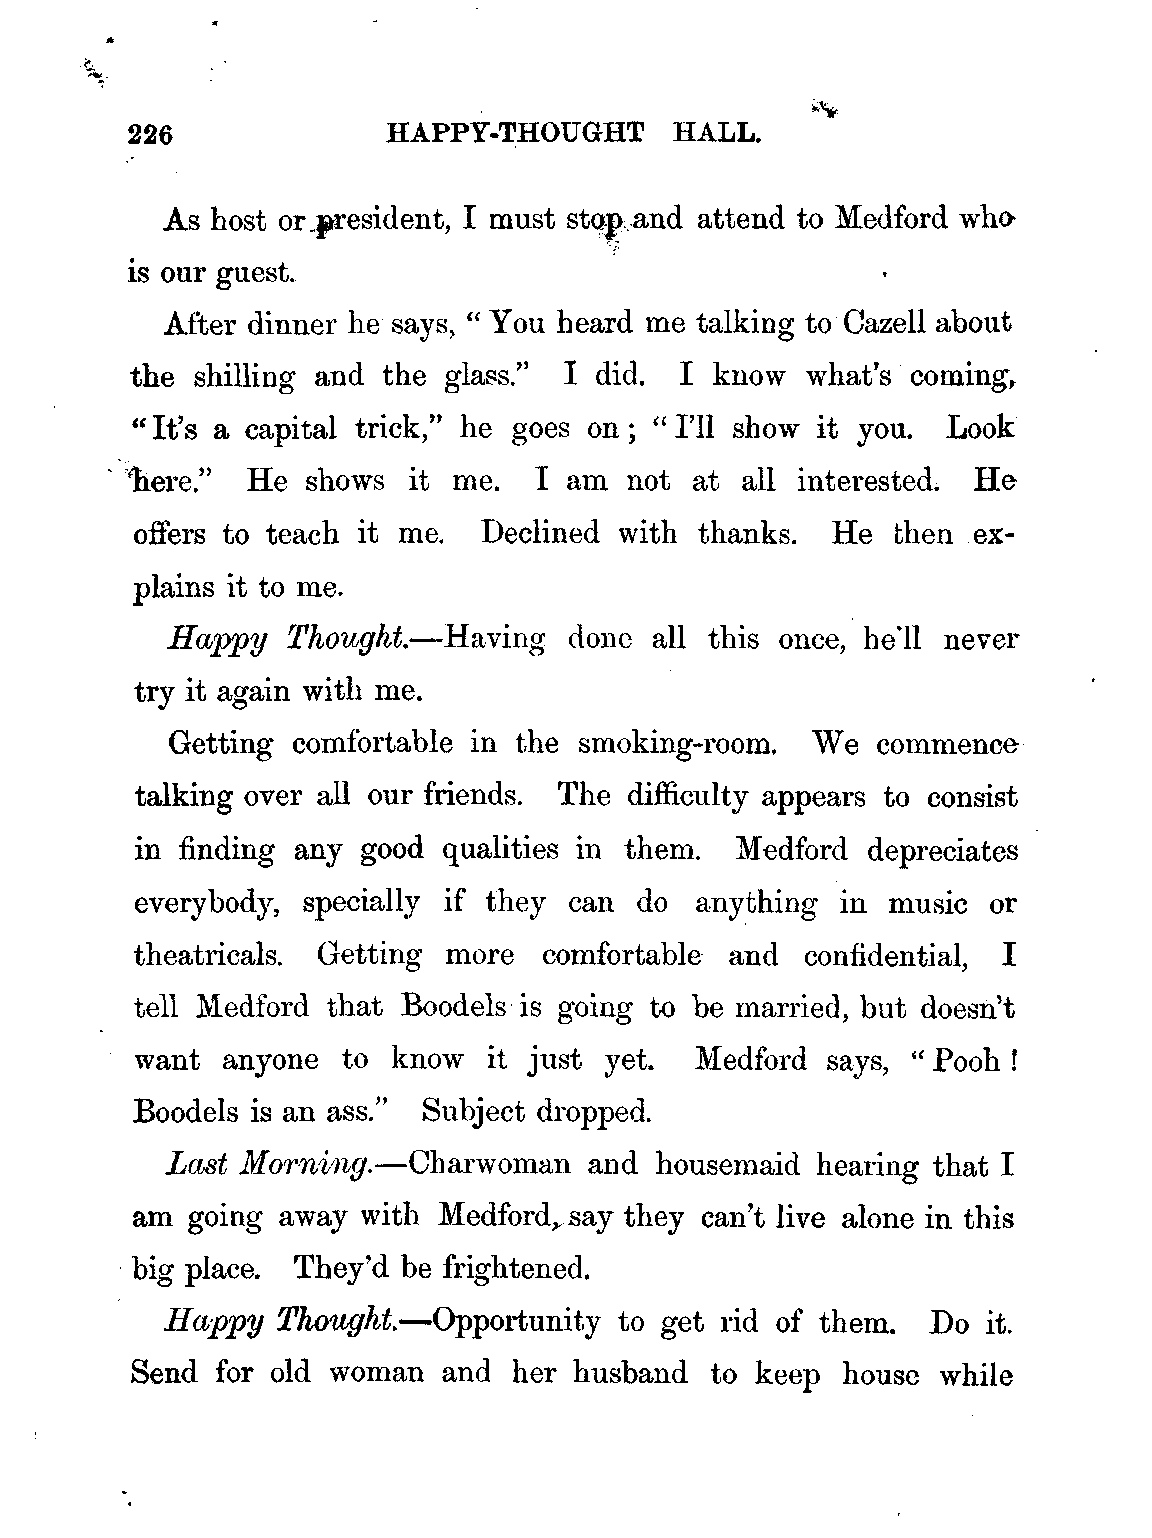 226 HAPPY-THOUGHT HALL.
As host or president, I must stop and attend to Medford who
is our guest.
After dinner he says, “ You heard me talking to Cazell about
the shilling and the glass.” I did. I know what's coming,
“It's a capital trick,” he goes on ; “ I'll show it you. Look
here.” He shows it me. I am not at all interested. He
offers to teach it me. Declined with thanks. He then ex-
plains it to me.
Happy Thought.—Having done all this once, he'll never
try it again with me.
Getting comfortable in the smoking-room. We commence
talking over all our friends. The difficulty appears to consist
in finding any good qualities in them. Medford depreciates
everybody, specially if they can do anything in music or
theatricals. Getting more comfortable and confidential, I
tell Medford that Boodels is going to be married, but doesn't
want anyone to know it just yet. Medford says, “ Pooh !
Boodels is an ass.” Subject dropped.
Last Morning.—Charwoman and housemaid hearing that I
am going away with Medford, say they can't live alone in this
big place. They'd be frightened.
Happy Thought.—Opportunity to get rid of them. Do it.
Send for old woman and her husband to keep house while